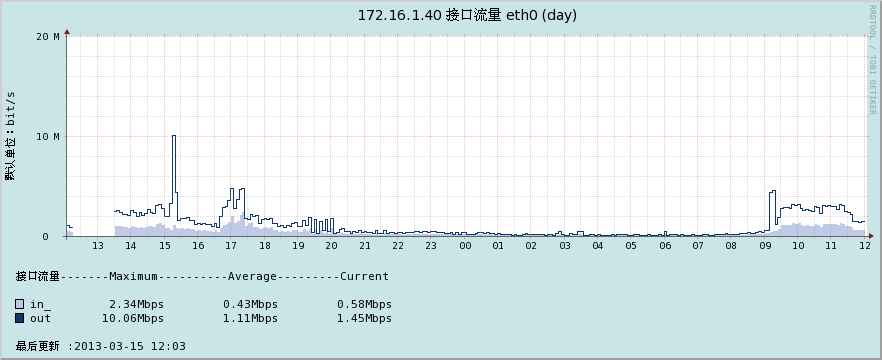 172.16.1.40 接口流量 eth0 (day)
RRDTOOL / TOBI OETIKER
默认单位：bit/s
20 M
10 M
0
13 14 15 16 17 18 19 20 21 22 23 00 01 02 03 04 05 06 07 08 09 10 11 12
接口流量-------Maximum----------Average---------Current
in_ 2.34Mbps 0.43Mbps 0.58Mbps
out 10.06Mbps 1.11Mbps 1.45Mbps
最后更新 :2013-03-15 12:03